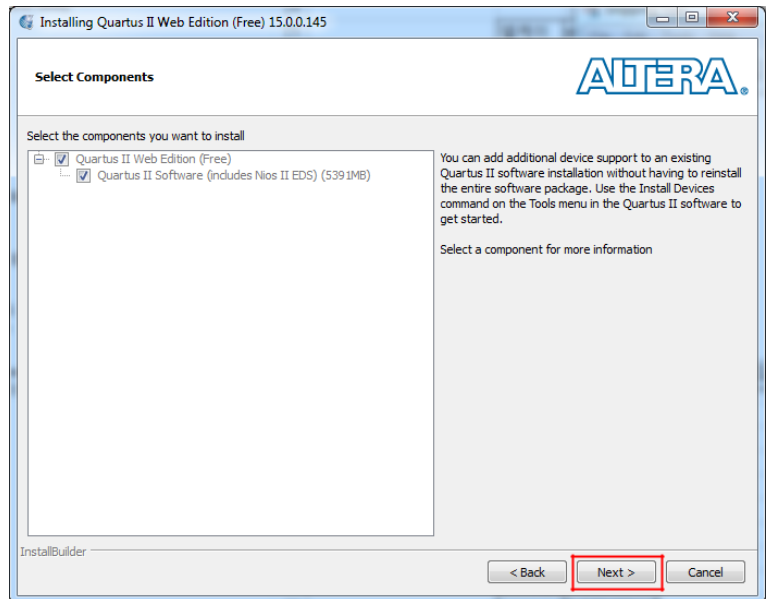 Installing Quartus II Web Edition (Free) 15.0.0.145
Select Components
ALTERA®
Select the components you want to install
Quartus II Web Edition (Free)
Quartus II Software (includes Nios II EDS) (5391MB)
You can add additional device support to an existing
Quartus II software installation without having to reinstall
the entire software package. Use the Install Devices
command on the Tools menu in the Quartus II software to
get started.
Select a component for more information
InstallBuilder
< Back
Next >
Cancel